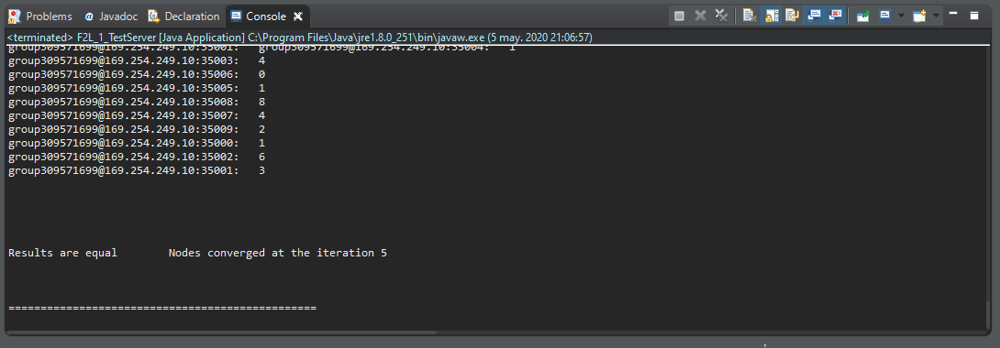 Problems Javadoc Declaration Console
<terminated> F2L_1_TestServer [Java Application] C:\Program Files\Java\jre1.8.0_251\bin\javaw.exe (5 may. 2020 21:06:57)
group309571699@169.254.249.10:35001: group309571699@169.254.249.10:35004: 1
group309571699@169.254.249.10:35003: 4
group309571699@169.254.249.10:35006: 0
group309571699@169.254.249.10:35005: 1
group309571699@169.254.249.10:35008: 8
group309571699@169.254.249.10:35007: 4
group309571699@169.254.249.10:35009: 2
group309571699@169.254.249.10:35000: 1
group309571699@169.254.249.10:35002: 6
group309571699@169.254.249.10:35001: 3
Results are equal Nodes converged at the iteration 5
================================================